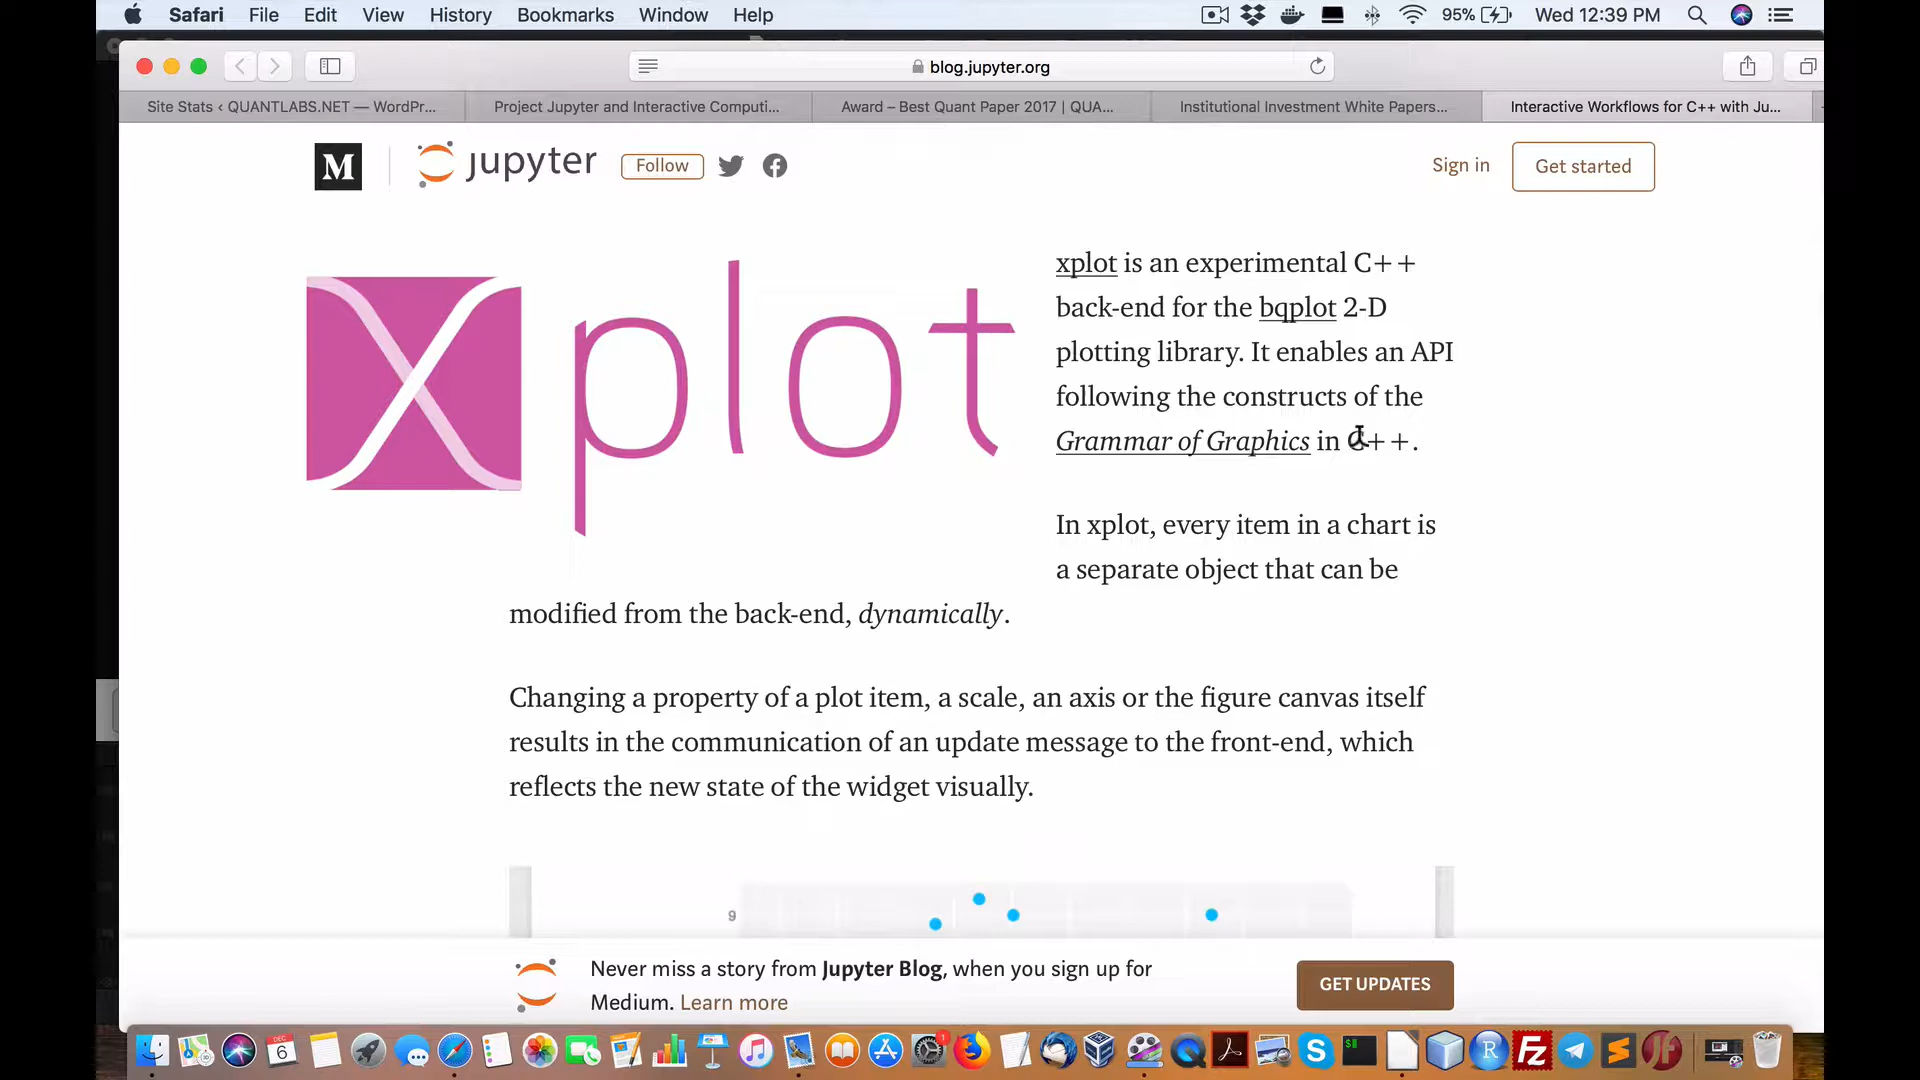 Safari File Edit View History Bookmarks Window Help 95% Wed 12:39 PM
blog.jupyter.org
Site Stats ‹ QUANTLABS.NET — WordPr... Project Jupyter and Interactive Computi... Award – Best Quant Paper 2017 | QUA... Institutional Investment White Papers... Interactive Workflows for C++ with Ju...
M jupyter Follow Sign in Get started
xplot
xplot is an experimental C++
back-end for the bqplot 2-D
plotting library. It enables an API
following the constructs of the
Grammar of Graphics in C++.
In xplot, every item in a chart is
a separate object that can be
modified from the back-end, dynamically.
Changing a property of a plot item, a scale, an axis or the figure canvas itself
results in the communication of an update message to the front-end, which
reflects the new state of the widget visually.
9
Never miss a story from Jupyter Blog, when you sign up for
Medium. Learn more
GET UPDATES
DEC
6
1
$
S
R
Fz
S
JF